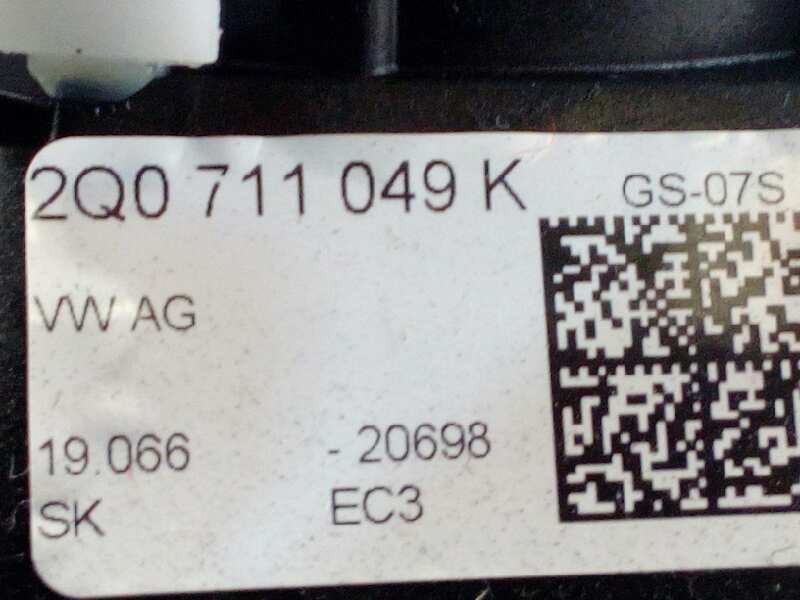 2Q0 711 049 K
GS-07S
VW AG
19.066 - 20698
SK EC3